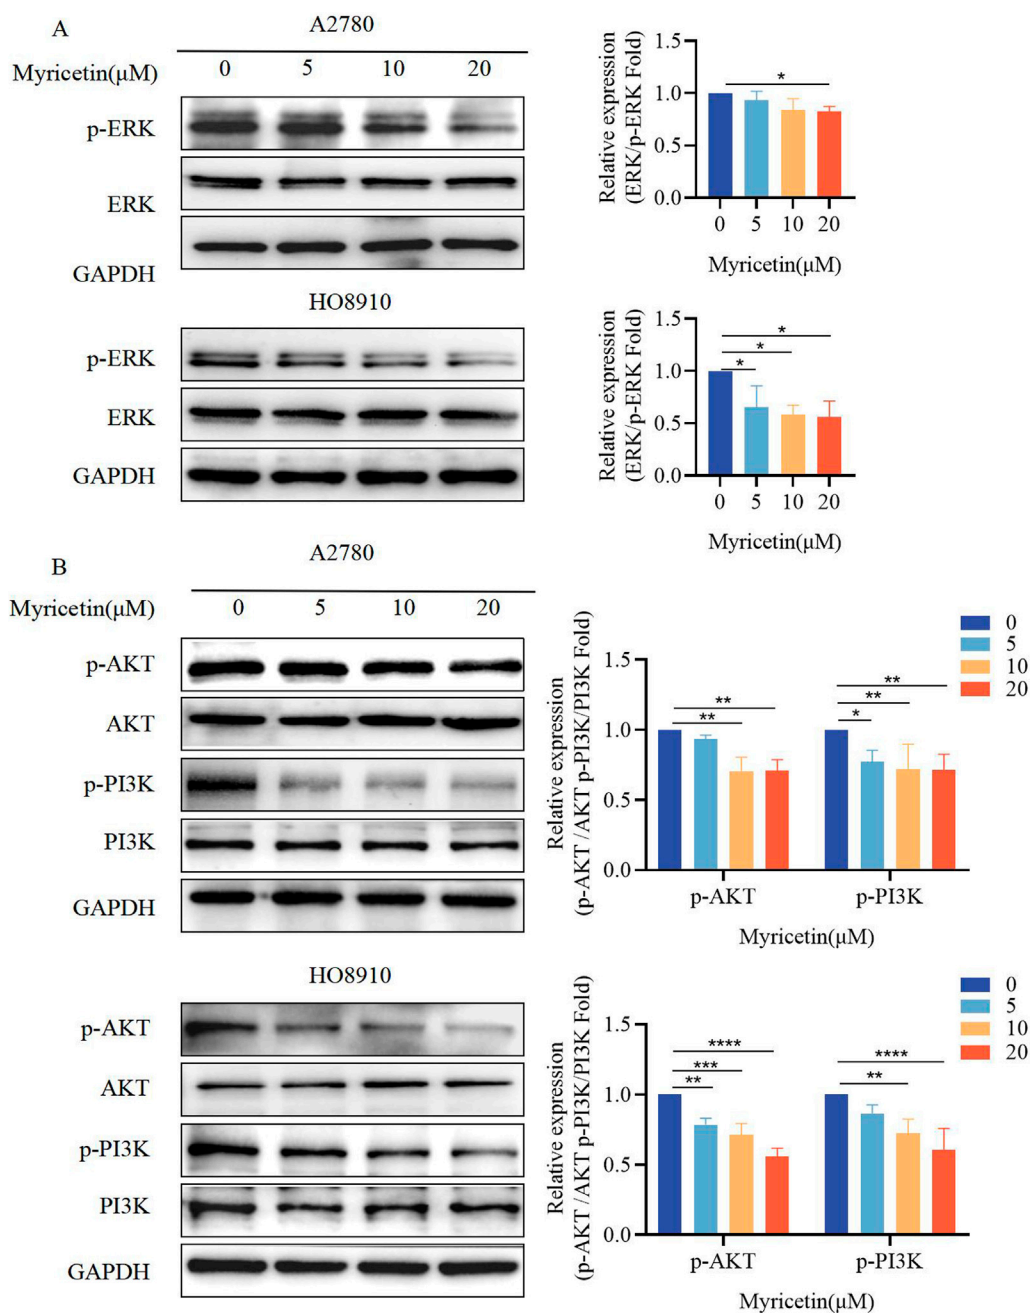 A
A2780
Myricetin(μM) 0 5 10 20
p-ERK
ERK
GAPDH
HO8910
p-ERK
ERK
GAPDH
Relative expression
(ERK/p-ERK Fold)
1.5
1.0
0.5
0.0
*
0 5 10 20
Myricetin(μM)
Relative expression
(ERK/p-ERK Fold)
1.5
1.0
0.5
0.0
*
*
*
0 5 10 20
Myricetin(μM)
B
A2780
Myricetin(μM) 0 5 10 20
p-AKT
AKT
p-PI3K
PI3K
GAPDH
HO8910
p-AKT
AKT
p-PI3K
PI3K
GAPDH
Relative expression
(p-AKT /AKT p-PI3K/PI3K Fold)
1.5
1.0
0.5
0.0
**
**
**
**
*
p-AKT p-PI3K
Myricetin(μM)
0
5
10
20
Relative expression
(p-AKT /AKT p-PI3K/PI3K Fold)
1.5
1.0
0.5
0.0
****
***
**
****
**
p-AKT p-PI3K
Myricetin(μM)
0
5
10
20